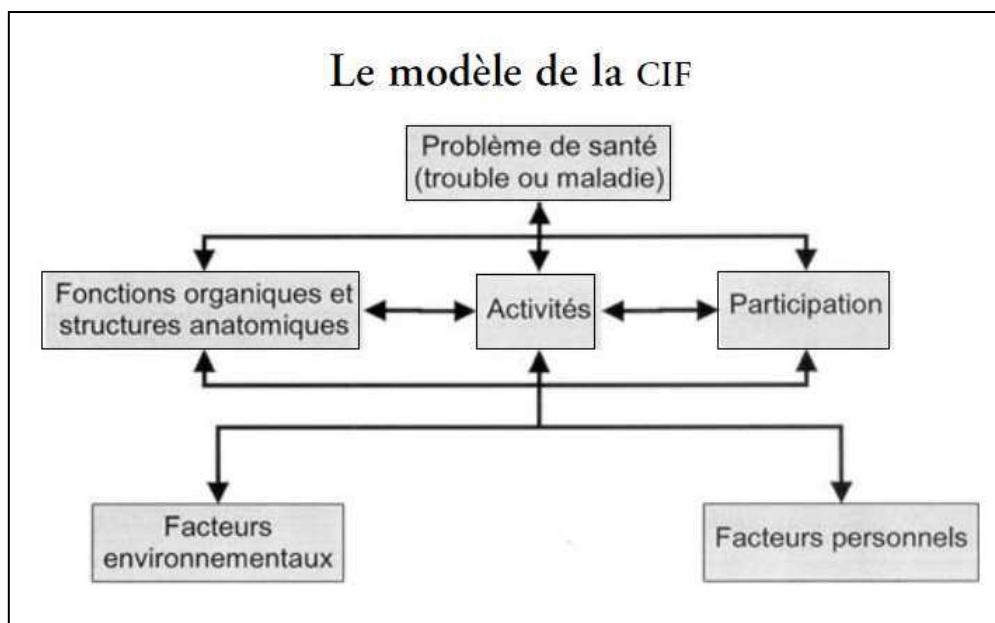 Le modèle de la CIF
Problème de santé
(trouble ou maladie)
Fonctions organiques et
structures anatomiques
Activités
Participation
Facteurs
environnementaux
Facteurs personnels